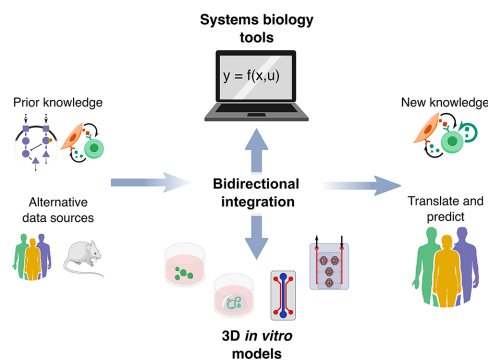 Systems biology
tools
y = f(x,u)
Prior knowledge
New knowledge
Alternative
data sources
Bidirectional
integration
Translate and
predict
3D in vitro
models